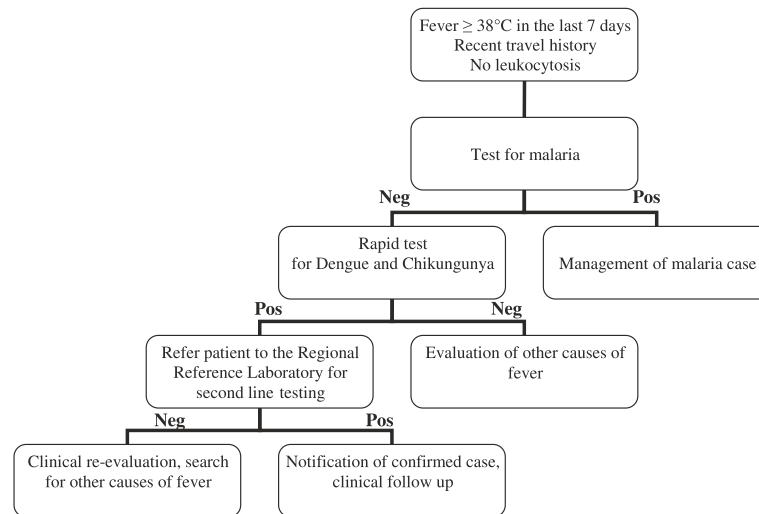 Fever ≥ 38°C in the last 7 days
Recent travel history
No leukocytosis
Test for malaria
Neg
Pos
Rapid test
for Dengue and Chikungunya
Management of malaria case
Pos
Neg
Refer patient to the Regional
Reference Laboratory for
second line testing
Evaluation of other causes of
fever
Neg
Pos
Clinical re-evaluation, search
for other causes of fever
Notification of confirmed case,
clinical follow up